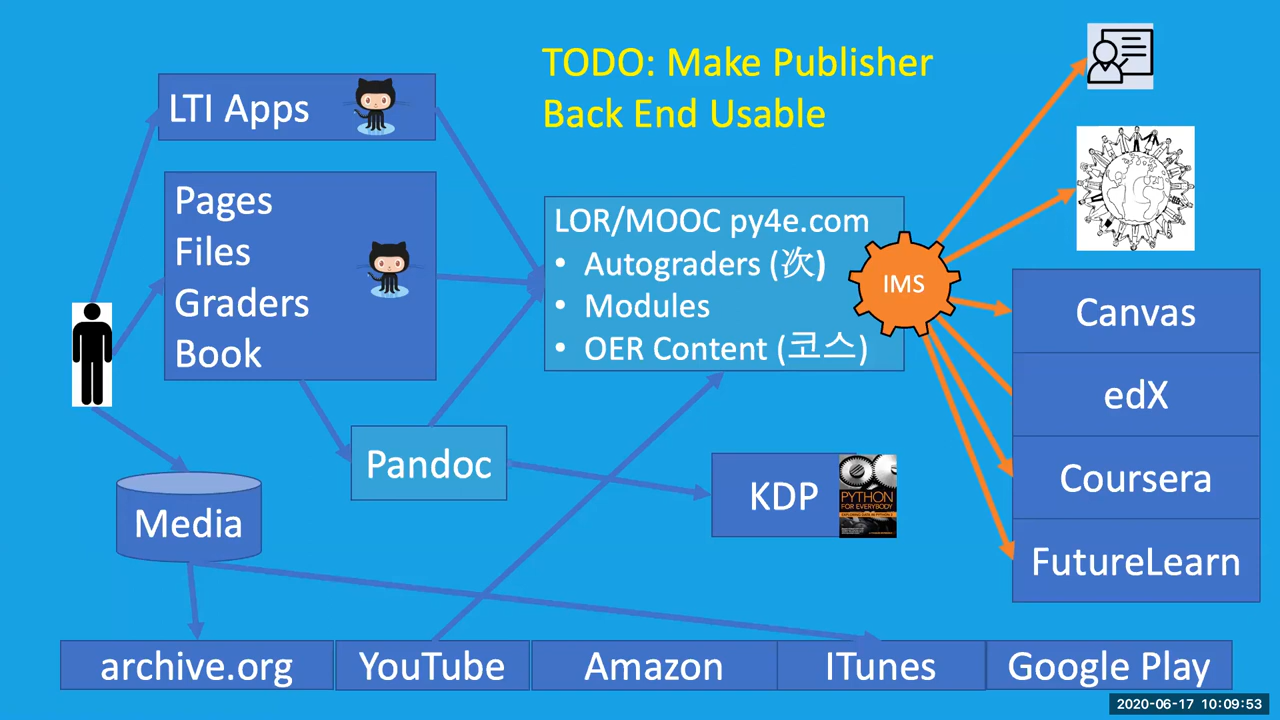 TODO: Make Publisher
Back End Usable
LTI Apps
Pages
Files
Graders
Book
LOR/MOOC py4e.com
• Autograders (次)
• Modules
• OER Content (코스)
IMS
Canvas
edX
Coursera
FutureLearn
Pandoc
KDP
PYTHON
FOR EVERYBODY
Media
archive.org
YouTube
Amazon
ITunes
Google Play
2020-06-17 10:09:53